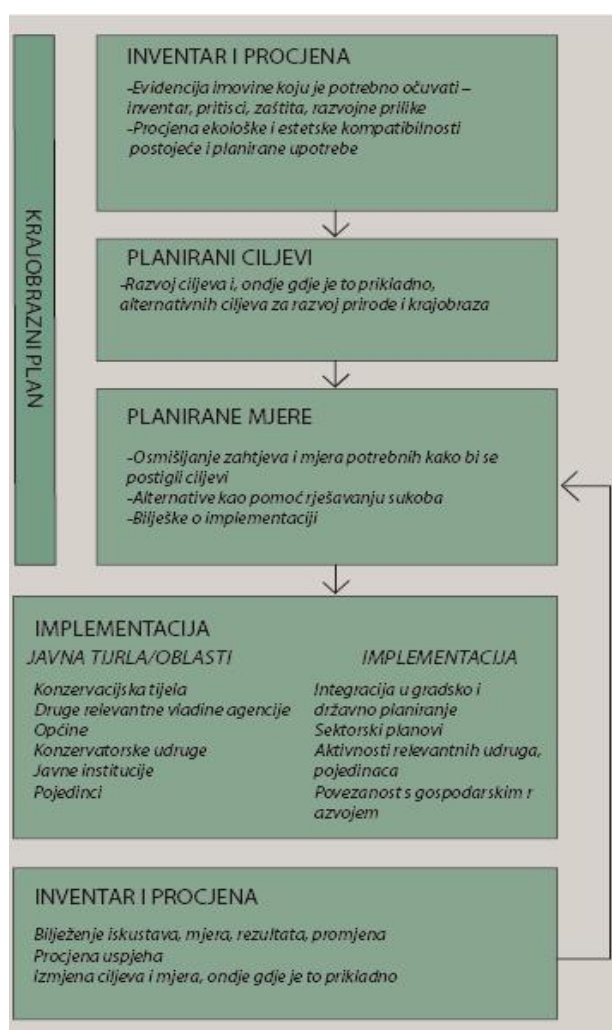 KRAJOBRAZNI PLAN
INVENTAR I PROCJENA
-Evidencija imovine koju je potrebno očuvati –
inventar, pritisci, zaštita, razvojne prilike
-Procjena ekološke i estetske kompatibilnosti
postojeće i planirane upotrebe
PLANIRANI CILJEVI
-Razvoj ciljeva i, ondje gdje je to prikladno,
alternativnih ciljeva za razvoj prirode i krajobraza
PLANIRANE MJERE
-Osmišljanje zahtjeva i mjera potrebnih kako bi se
postigli ciljevi
-Alternative kao pomoć rješavanju sukoba
-Bilješke o implementaciji
IMPLEMENTACIJA
JAVNA TIJRLA/OBLASTI
Konzervacijska tijela
Druge relevantne vladine agencije
Općine
Konzervatorske udruge
Javne institucije
Pojedinci
IMPLEMENTACIJA
Integracija u gradsko i
državno planiranje
Sektorski planovi
Aktivnosti relevantnih udruga,
pojedinaca
Povezanost s gospodarskim r
azvojem
INVENTAR I PROCJENA
Bilježenje iskustava, mjera, rezultata, promjena
Procjena uspjeha
Izmjena ciljeva i mjera, ondje gdje je to prikladno